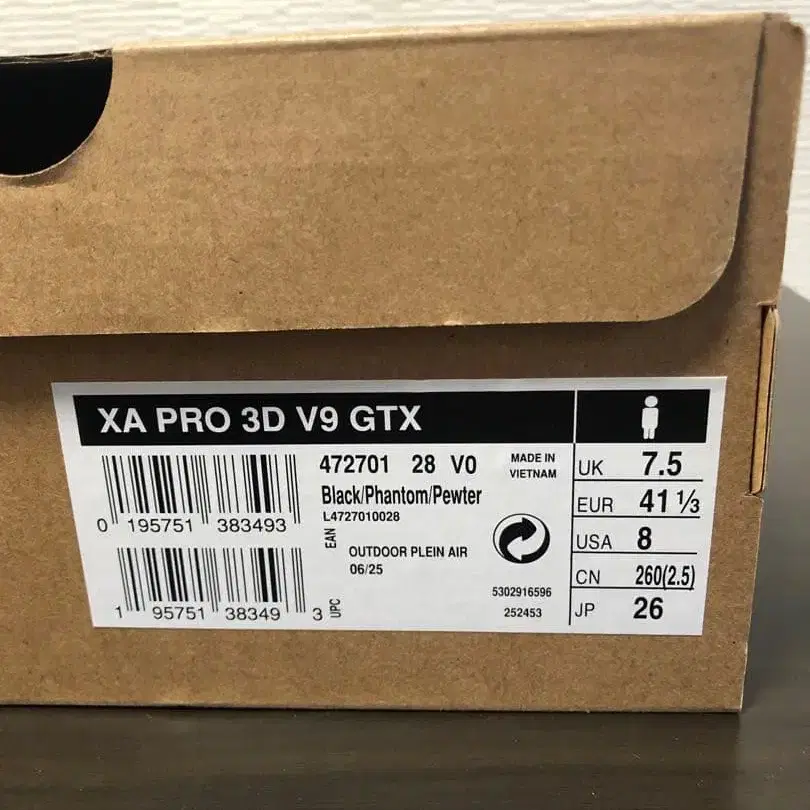 XA PRO 3D V9 GTX
472701 28 V0
Black/Phantom/Pewter
L4727010028
MADE IN
VIETNAM
0 195751 383493
EAN
OUTDOOR PLEIN AIR
06/25
1 95751 38349 3
UPC
5302916596
252453
UK 7.5
EUR 41 ⅓
USA 8
CN 260(2.5)
JP 26